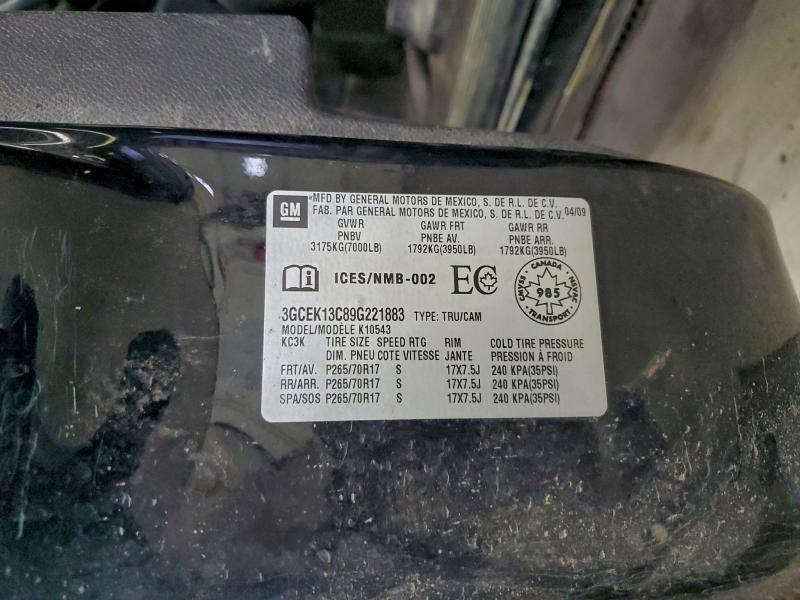 GM
*MFD BY GENERAL MOTORS DE MEXICO, S. DE R.L. DE C.V.
FAB. PAR GENERAL MOTORS DE MEXICO, S. DE R.L. DE C.V. 04/09
GVWR GAWR FRT GAWR RR
PNBV PNBE AV. PNBE ARR.
3175KG(7000LB) 1792KG(3950LB) 1792KG(3950LB)
i ICES/NMB-002 EC
CANADA
CMVSS 985 NSVAC
TRANSPORT
3GCEK13C89G221883 TYPE: TRU/CAM
MODEL/MODÈLE K10543
KC3K TIRE SIZE SPEED RTG RIM COLD TIRE PRESSURE
DIM. PNEU COTE VITESSE JANTE PRESSION À FROID
FRT/AV. P265/70R17 S 17X7.5J 240 KPA(35PSI)
RR/ARR. P265/70R17 S 17X7.5J 240 KPA(35PSI)
SPA/SOS P265/70R17 S 17X7.5J 240 KPA(35PSI)